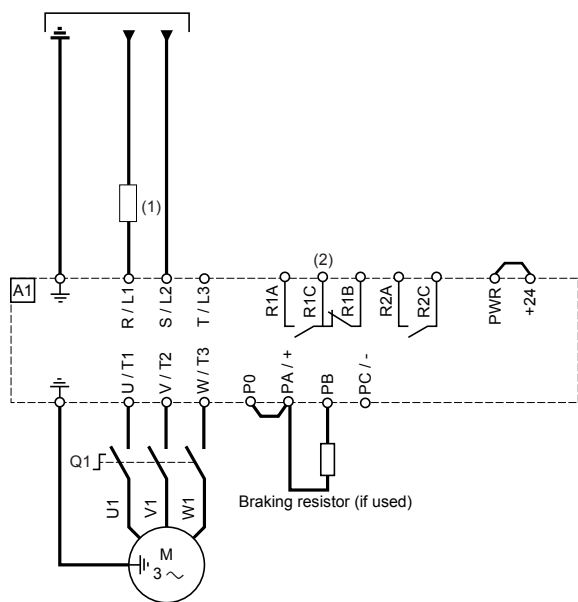 (1)
(2)
A1
R / L1
S / L2
T / L3
R1A
R1C
R1B
R2A
R2C
PWR
+24
U / T1
V / T2
W / T3
P0
PA / +
PB
PC / -
Q1
U1
V1
W1
Braking resistor (if used)
M
3 ~